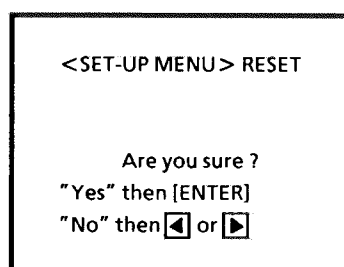 <SET-UP MENU> RESET
Are you sure ?
"Yes" then [ENTER]
"No" then ◀ or ▶